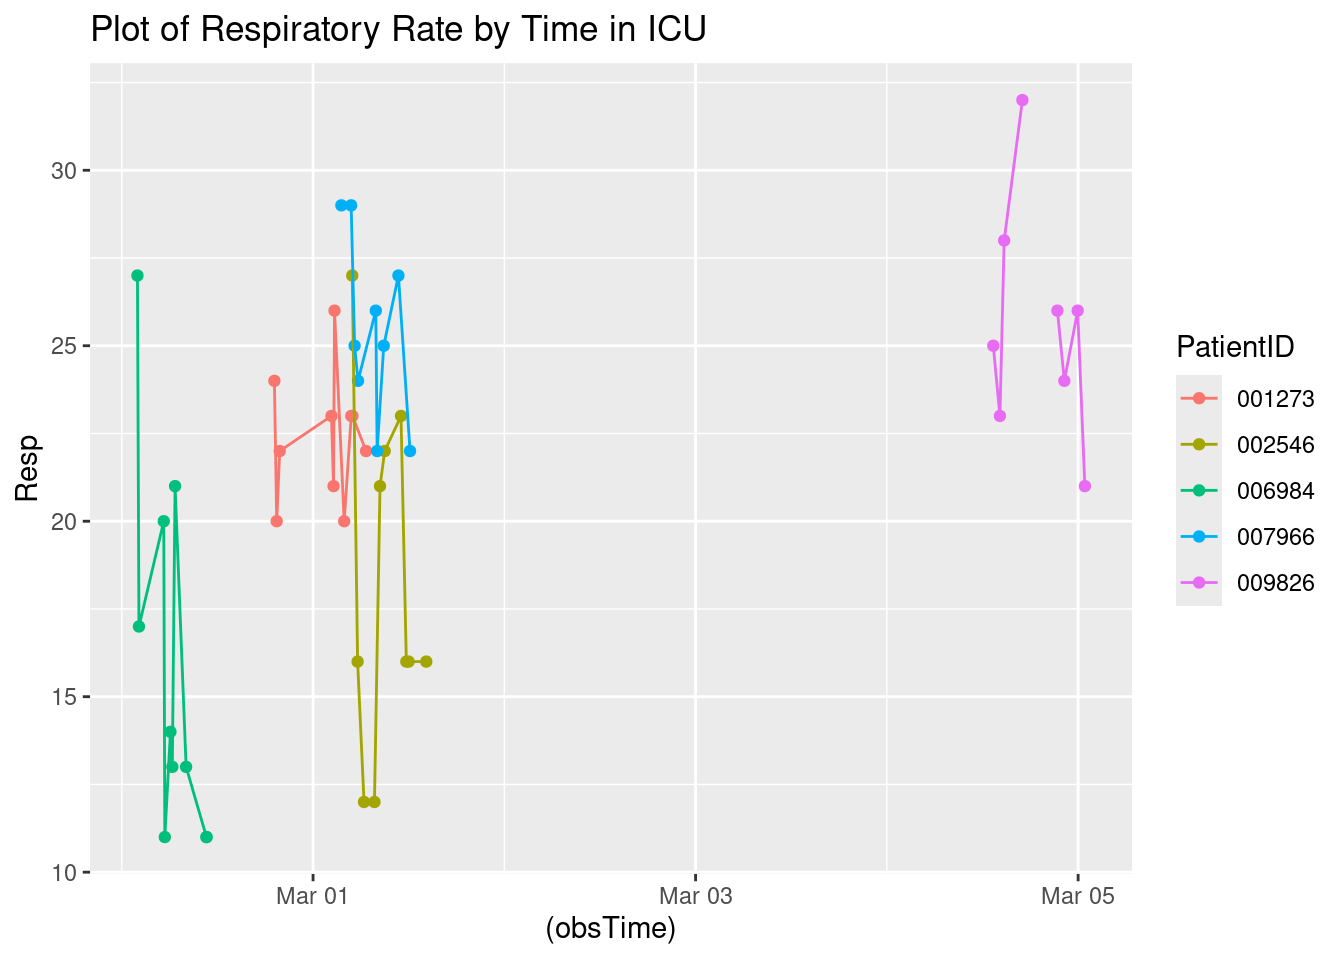 Plot of Respiratory Rate by Time in ICU
30
25
20
15
10
Resp
Mar 01
Mar 03
Mar 05
(obsTime)
PatientID
001273
002546
006984
007966
009826